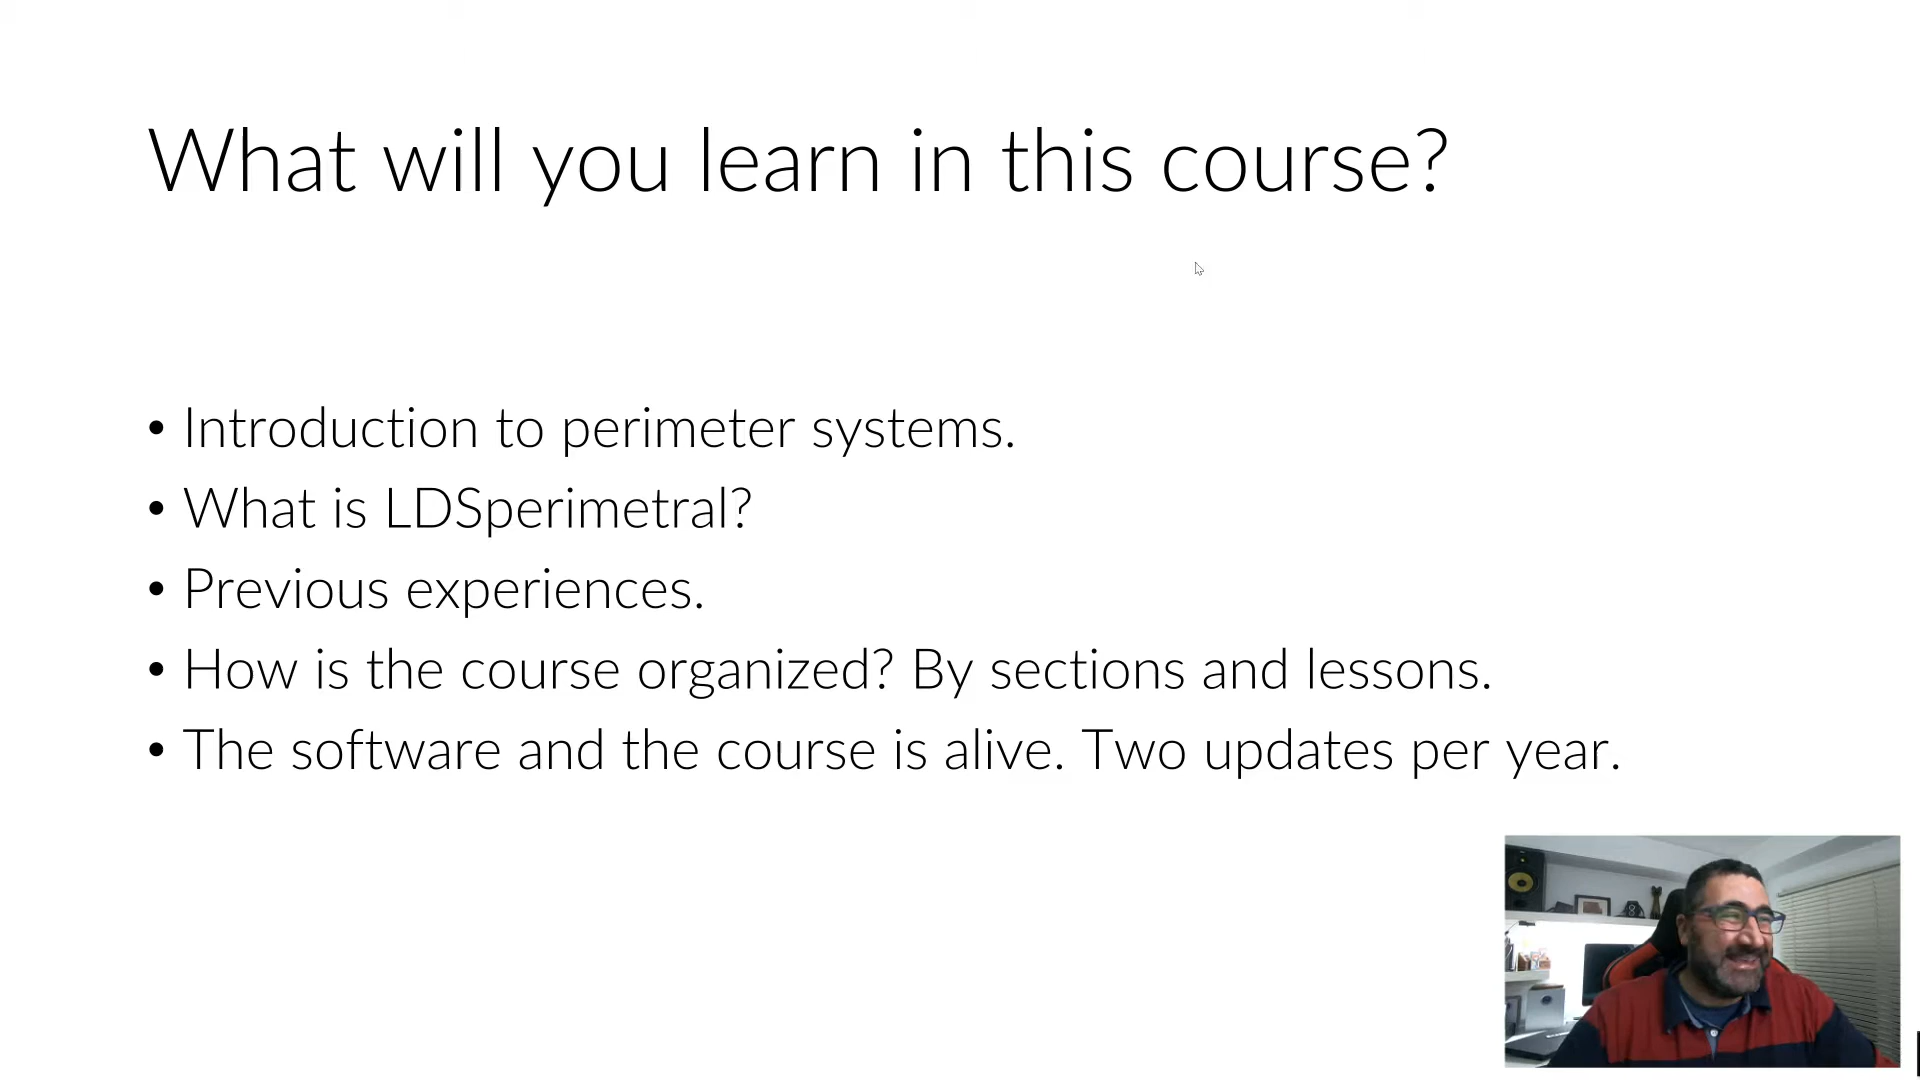 What will you learn in this course?
• Introduction to perimeter systems.
• What is LDSperimetral?
• Previous experiences.
• How is the course organized? By sections and lessons.
• The software and the course is alive. Two updates per year.